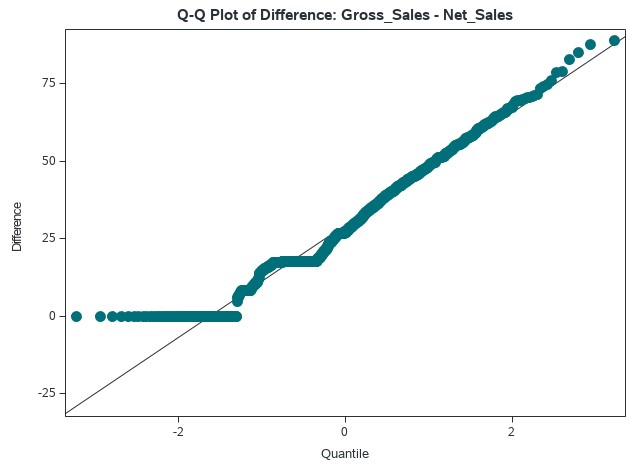 Q-Q Plot of Difference: Gross_Sales - Net_Sales
75
50
25
0
-25
Difference
-2 0 2
Quantile